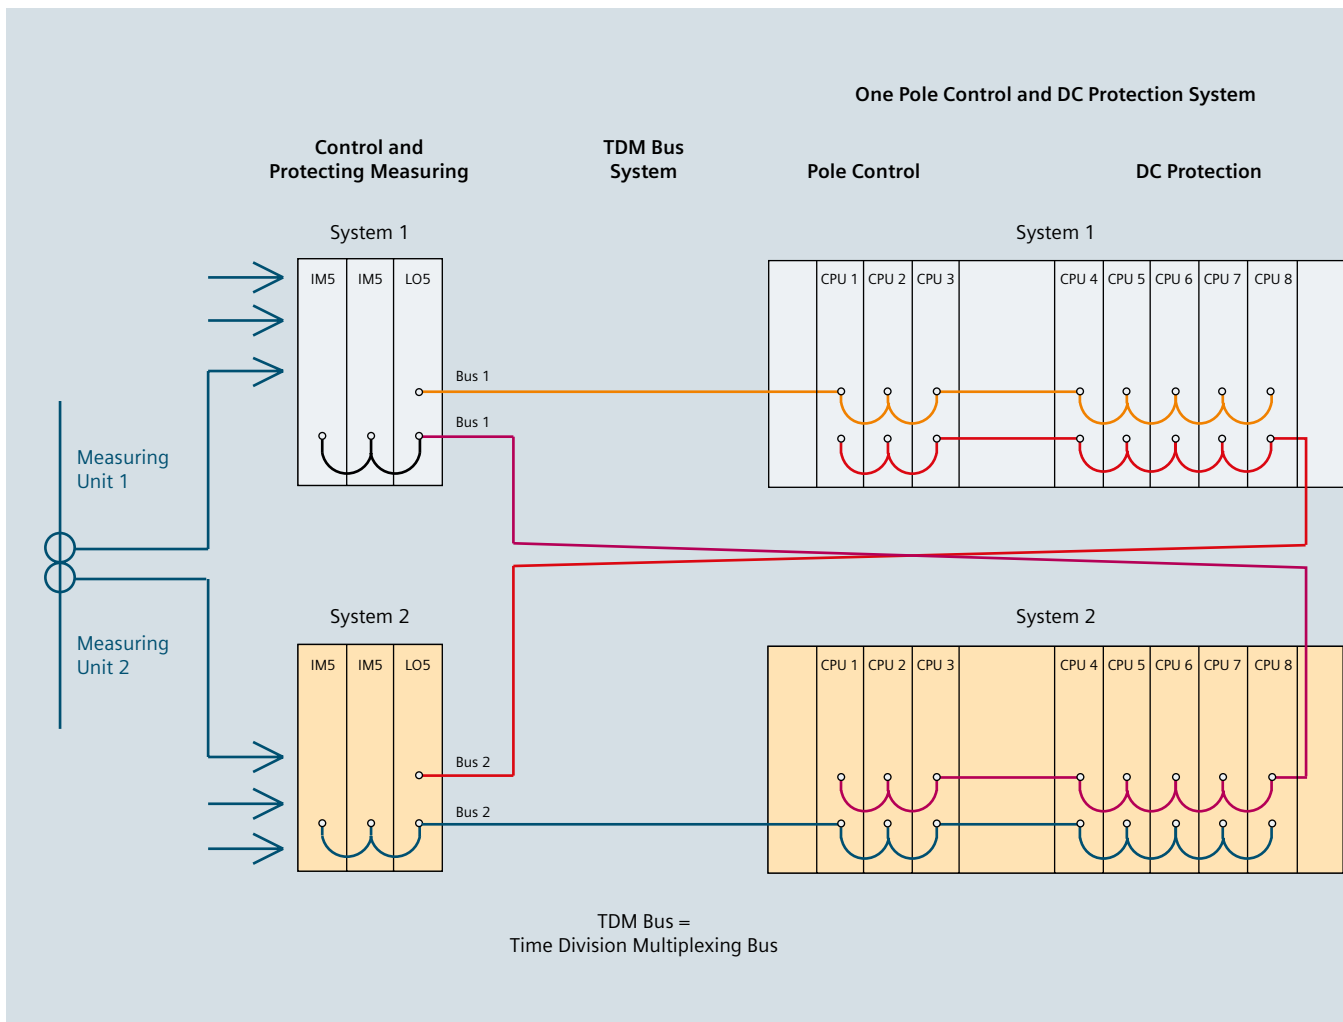 One Pole Control and DC Protection System
Control and
Protecting Measuring
TDM Bus
System
Pole Control
DC Protection
System 1
System 1
IM5
IM5
LO5
CPU 1
CPU 2
CPU 3
CPU 4
CPU 5
CPU 6
CPU 7
CPU 8
Bus 1
Bus 1
Measuring
Unit 1
System 2
System 2
Measuring
Unit 2
IM5
IM5
LO5
CPU 1
CPU 2
CPU 3
CPU 4
CPU 5
CPU 6
CPU 7
CPU 8
Bus 2
Bus 2
TDM Bus =
Time Division Multiplexing Bus